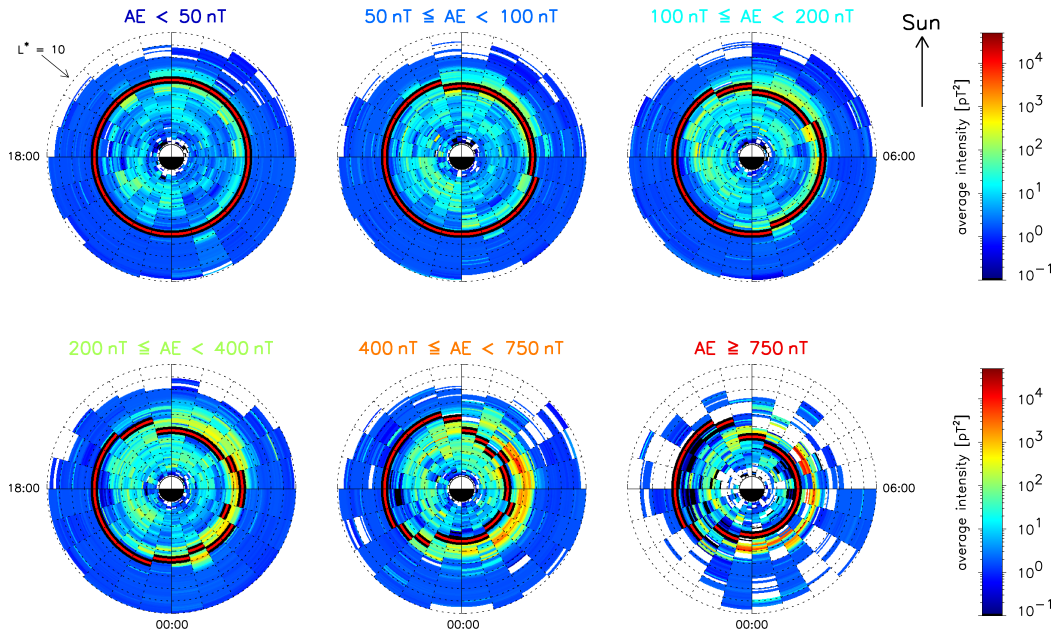 AE < 50 nT
50 nT ≦ AE < 100 nT
100 nT ≦ AE < 200 nT
Sun
L* = 10
18:00
06:00
average intensity [pT²]
10⁴
10³
10²
10¹
10⁰
10⁻¹
200 nT ≦ AE < 400 nT
400 nT ≦ AE < 750 nT
AE ≧ 750 nT
18:00
06:00
average intensity [pT²]
10⁴
10³
10²
10¹
10⁰
10⁻¹
00:00
00:00
00:00